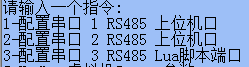 请输入一个指令:
1-配置串口 1 RS485 上位机口
2-配置串口 2 RS485 上位机口
3-配置串口 3 RS485 Lua脚本端口